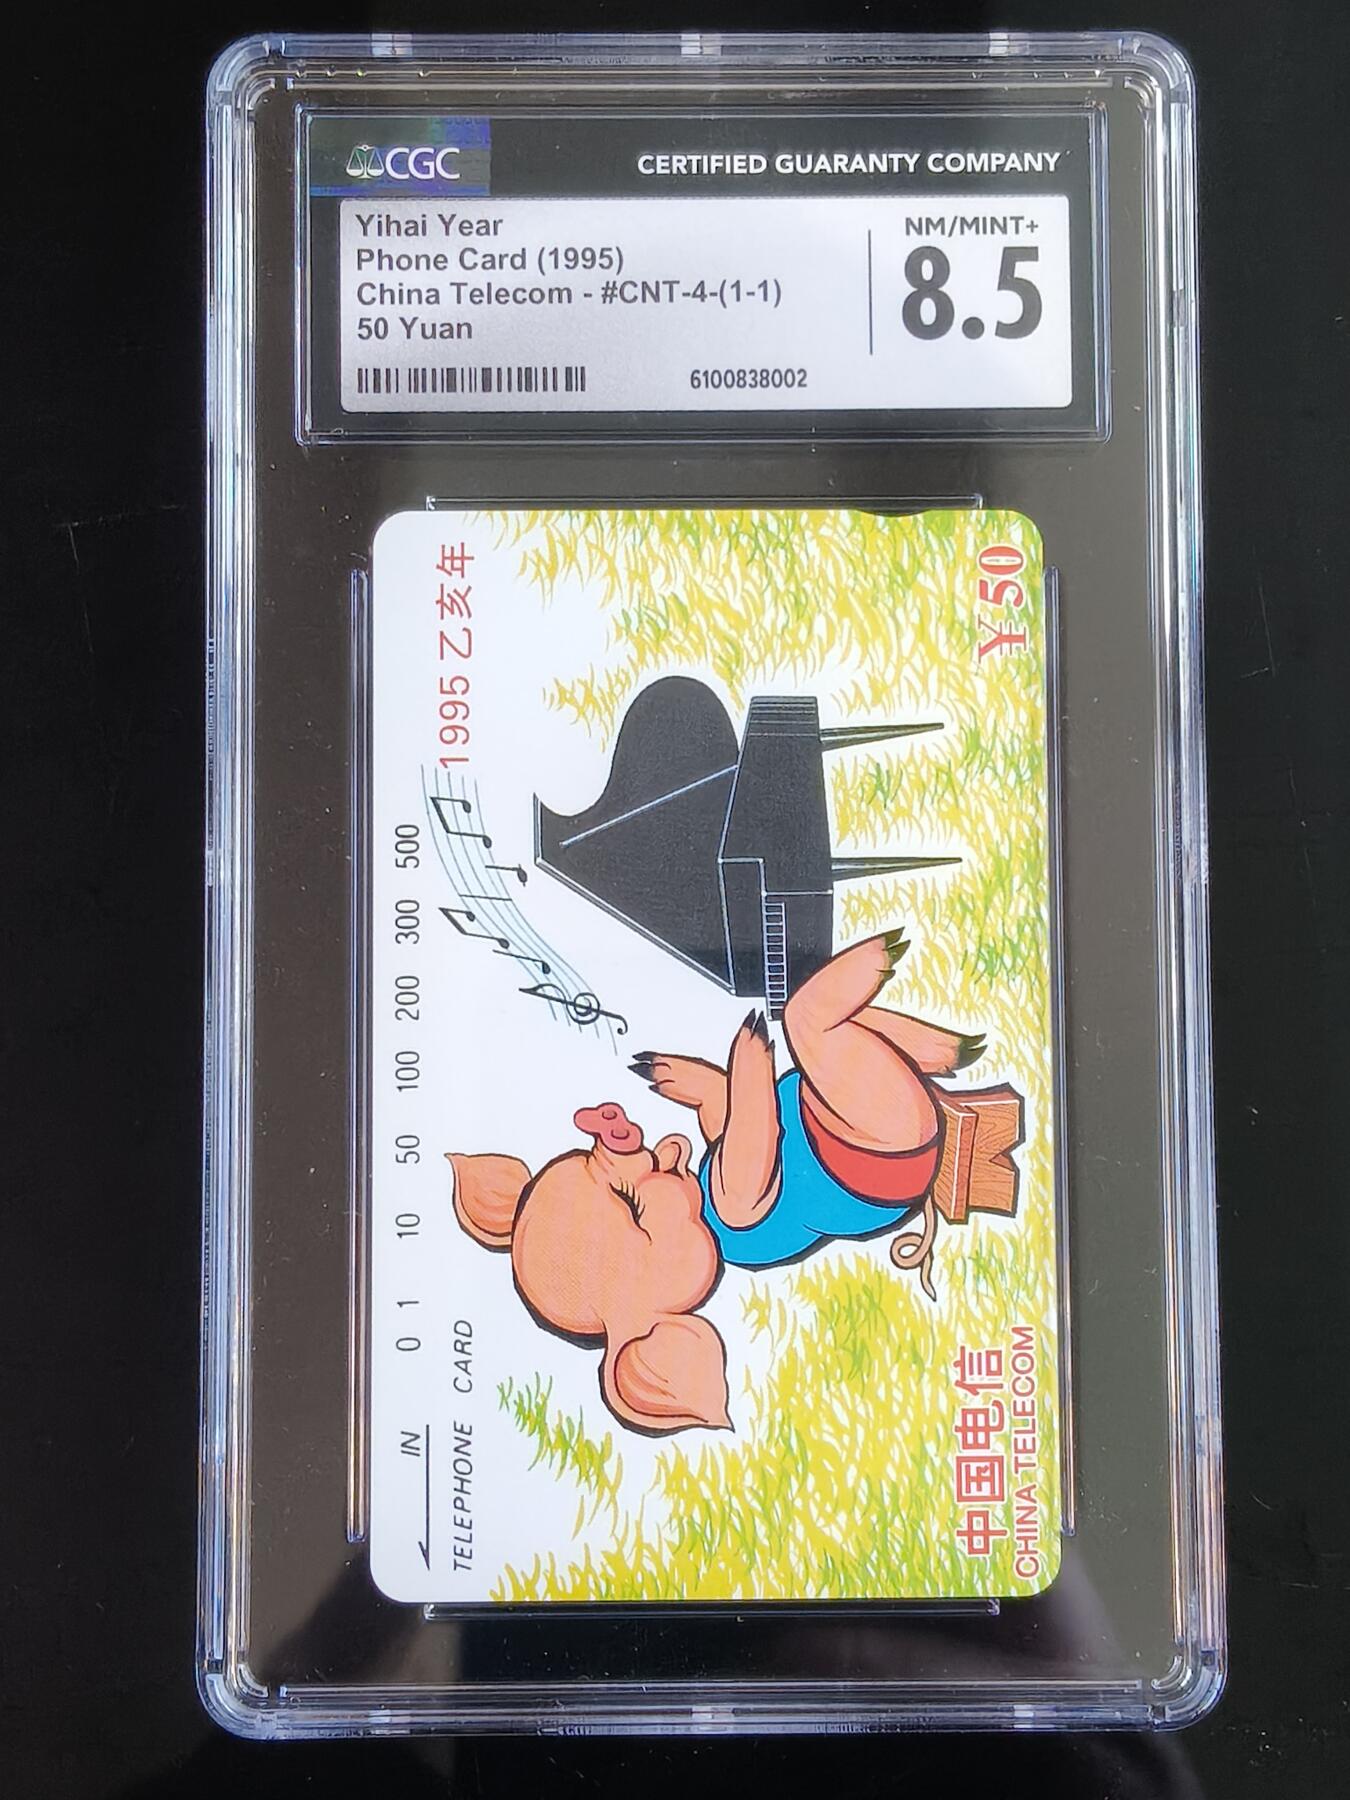 CGC
CERTIFIED GUARANTY COMPANY
Yihai Year
Phone Card (1995)
China Telecom - #CNT-4-(1-1)
50 Yuan
NM/MINT+
8.5
6100838002
IN 0 1 10 50 100 200 300 500
TELEPHONE CARD
1995 乙亥年
中国电信
CHINA TELECOM
¥50